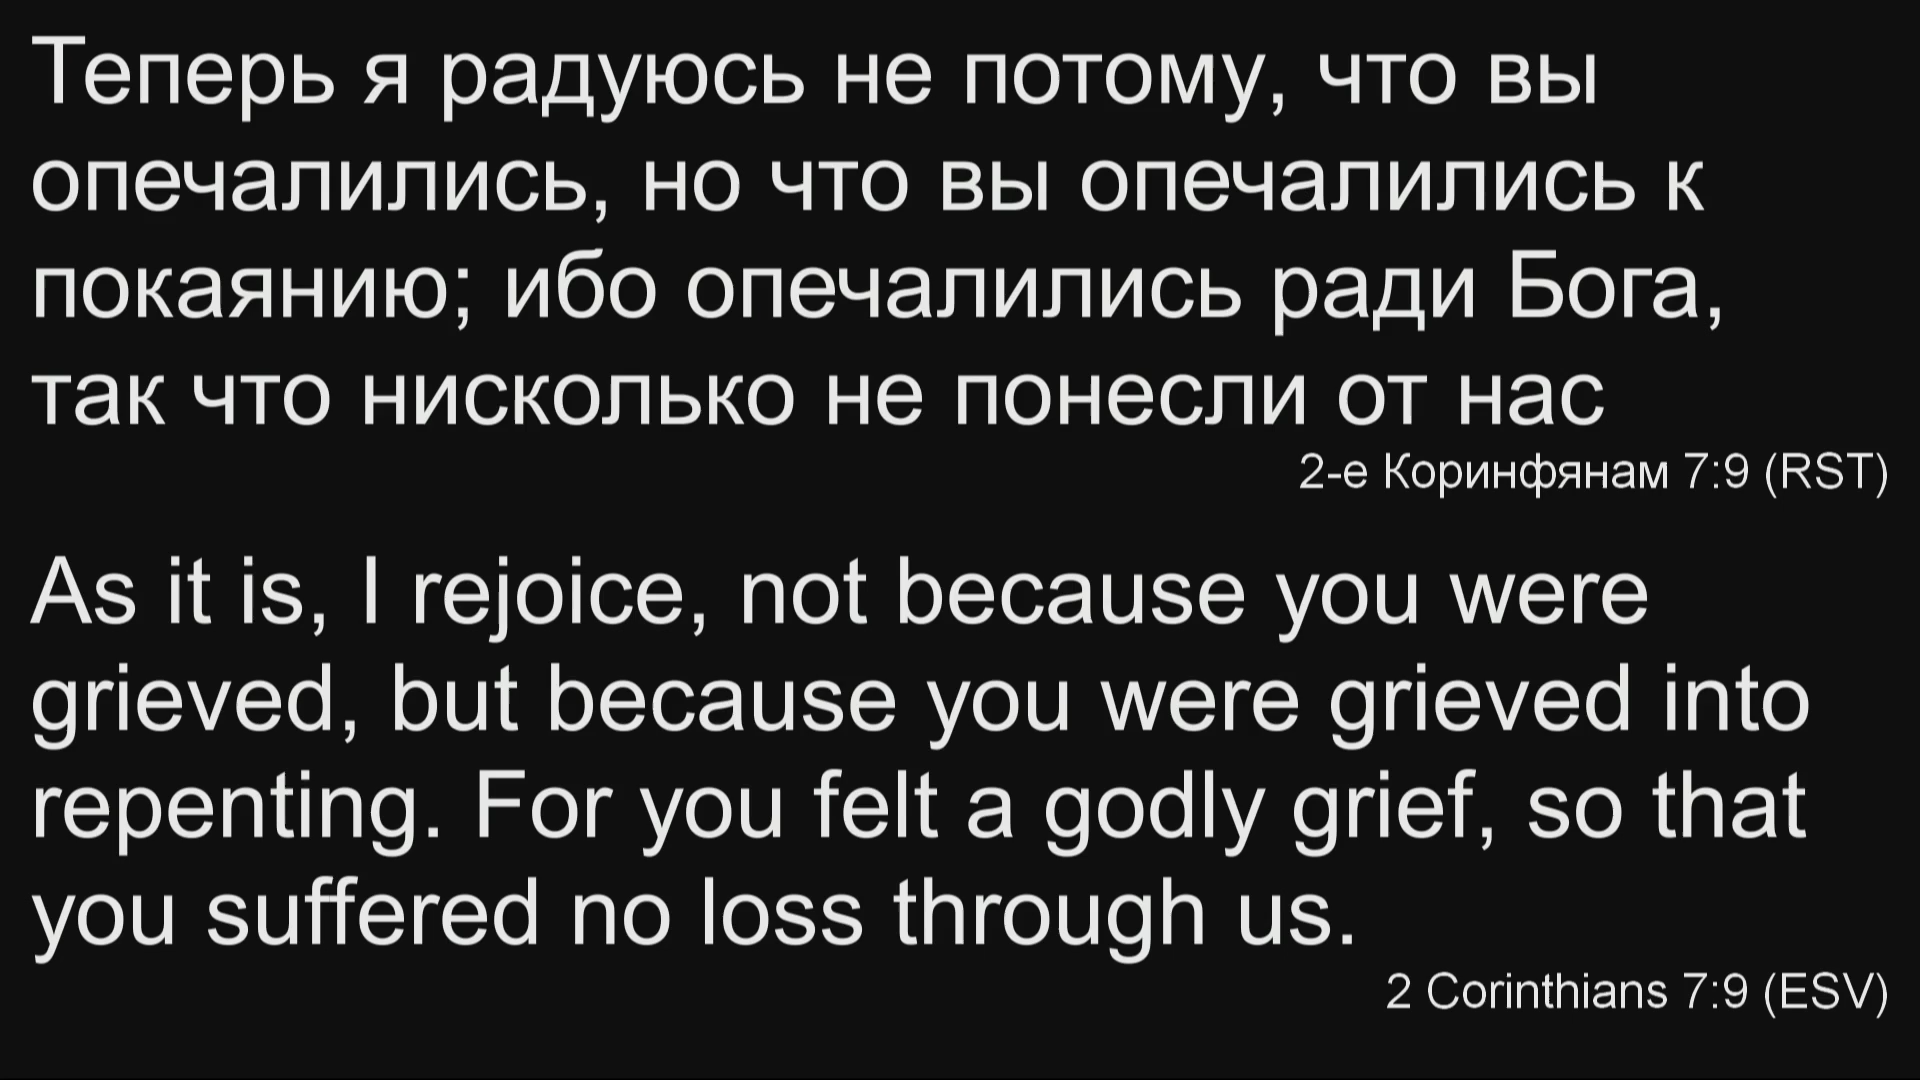 Теперь я радуюсь не потому, что вы
опечалились, но что вы опечалились к
покаянию; ибо опечалились ради Бога,
так что нисколько не понесли от нас
2-е Коринфянам 7:9 (RST)
As it is, I rejoice, not because you were
grieved, but because you were grieved into
repenting. For you felt a godly grief, so that
you suffered no loss through us.
2 Corinthians 7:9 (ESV)